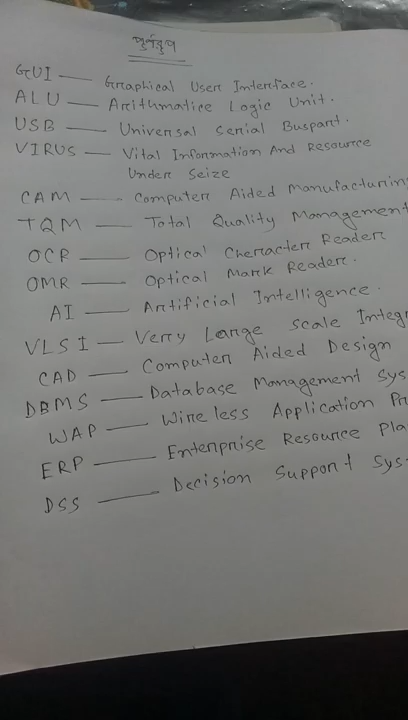 পূর্ণরূপ
GUI — Graphical User Interface.
ALU — Arithmatice Logic Unit.
USB — Universal Serial Busport.
VIRUS — Vital Information And Resource
Under Seize
CAM — Computer Aided Manufacturing
TQM — Total Quality Management
OCR — Optical Cheracter Reader
OMR — Optical Mark Reader.
AI — Artificial Intelligence.
VLSI — Verry Large Scale Integr
CAD — Computer Aided Design
DBMS — Database Management Sys
WAP — Wireless Application Pr
ERP — Enterprise Resource Pla
DSS — Decision Support Sys